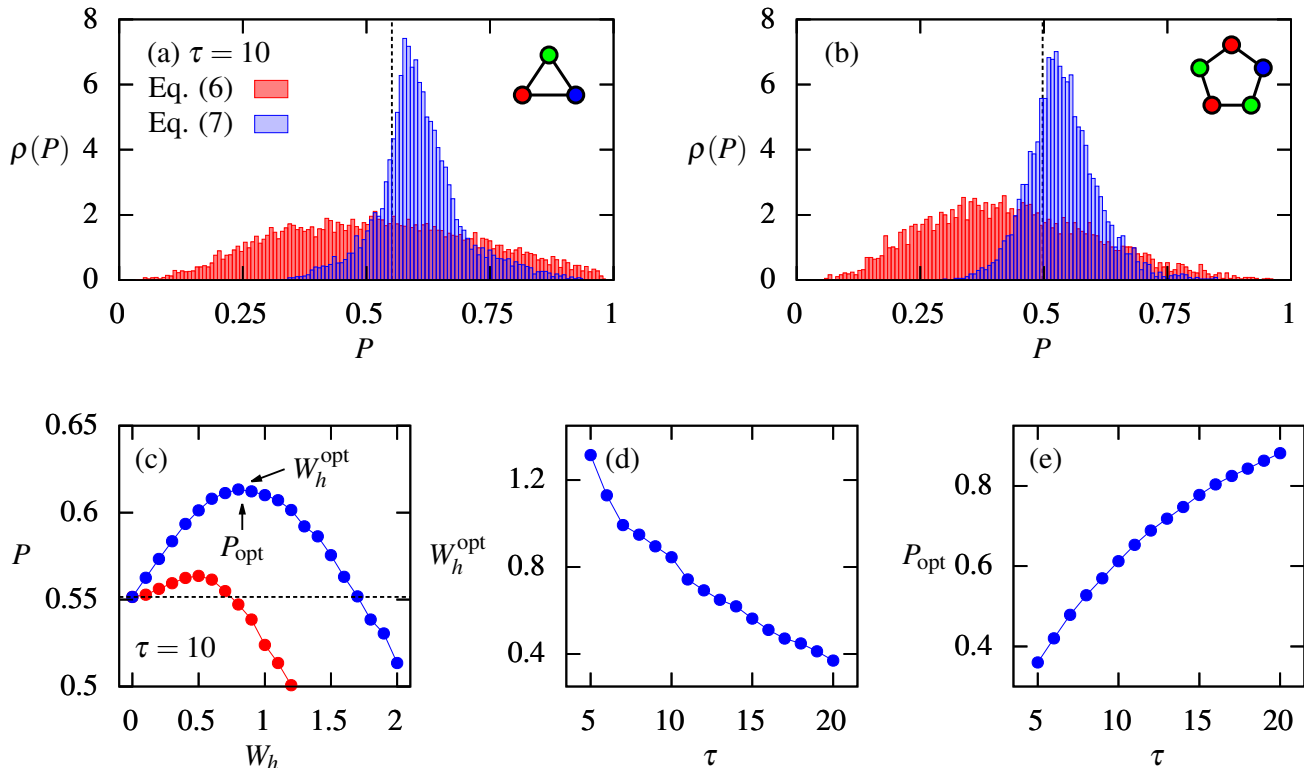 (a) τ = 10
Eq. (6)
Eq. (7)
ρ(P)
8
6
4
2
0
0 0.25 0.5 0.75 1
P
(b)
ρ(P)
8
6
4
2
0
0 0.25 0.5 0.75 1
P
(c)
W_h^opt
P_opt
τ = 10
P
0.65
0.6
0.55
0.5
0 0.5 1 1.5 2
W_h
(d)
W_h^opt
1.2
0.8
0.4
5 10 15 20
τ
(e)
P_opt
0.8
0.6
0.4
5 10 15 20
τ